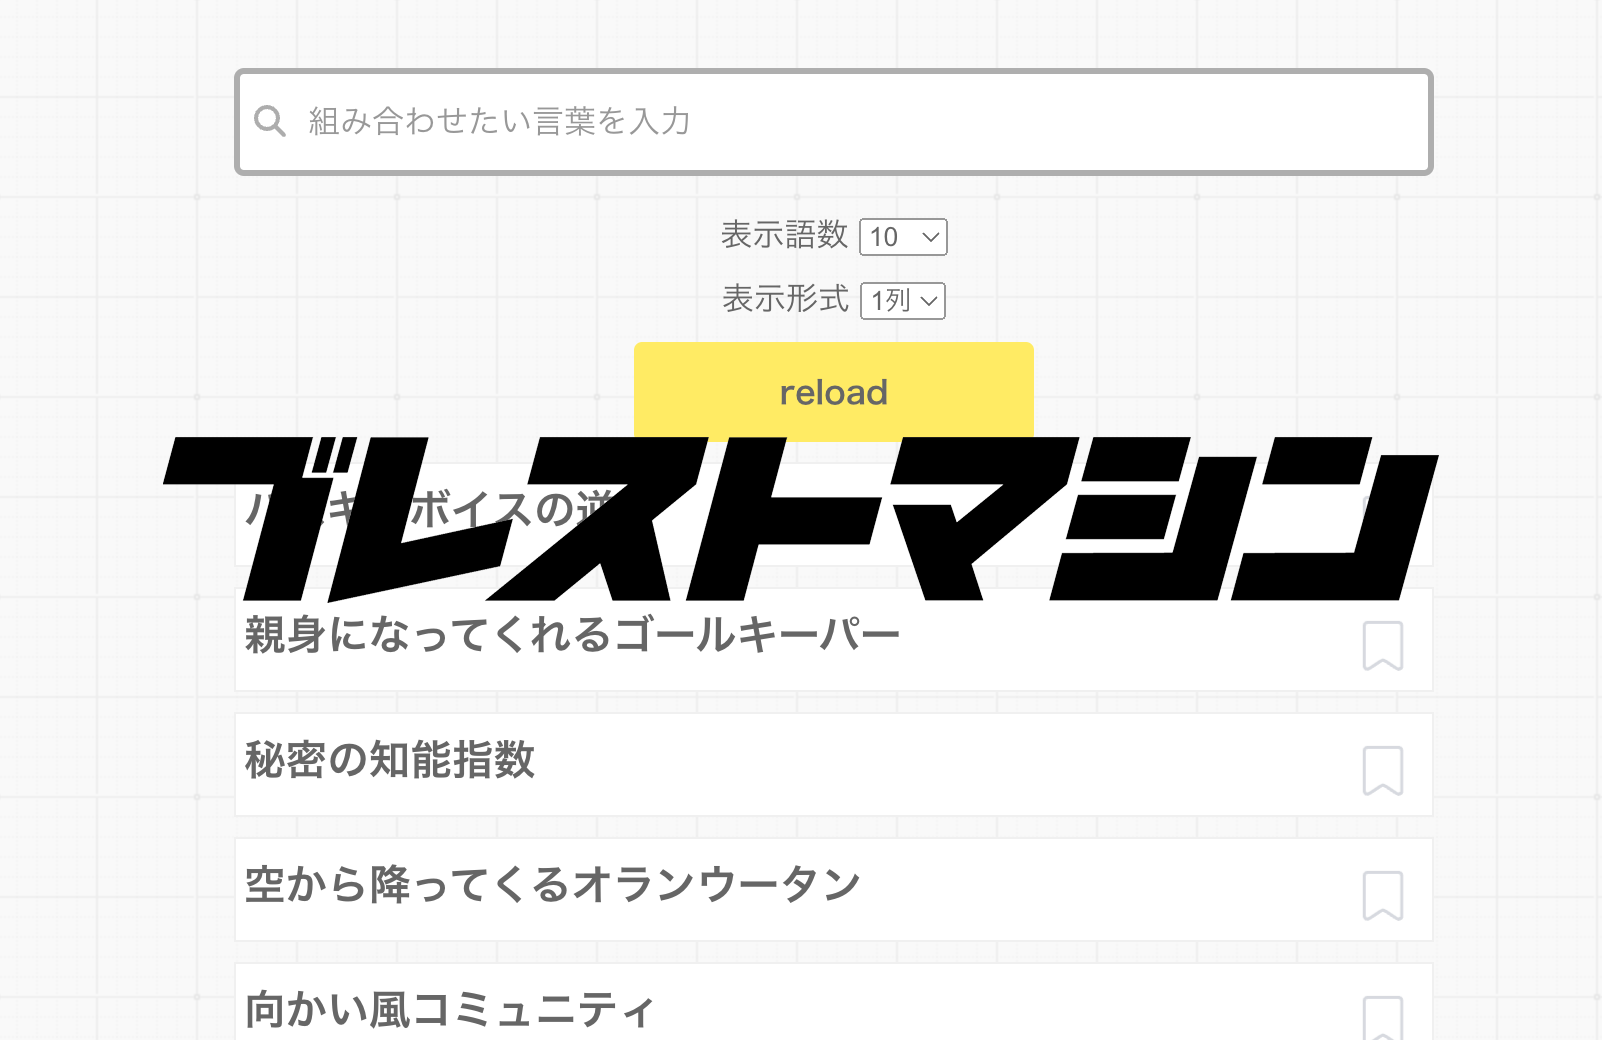 組み合わせたい言葉を入力
表示語数 10
表示形式 1列
reload
ブレストマシン
ボイスの逆
親身になってくれるゴールキーパー
秘密の知能指数
空から降ってくるオランウータン
向かい風コミュニティ